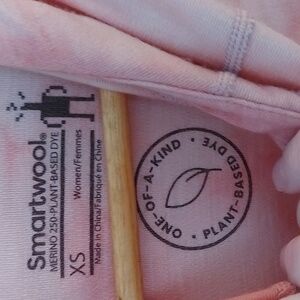 Smartwool®
MERINO 250-PLANT-BASED DYE
XS
Women/Femmes
Made in China/Fabriqué en Chine
ONE-OF-A-KIND • PLANT-BASED DYE •